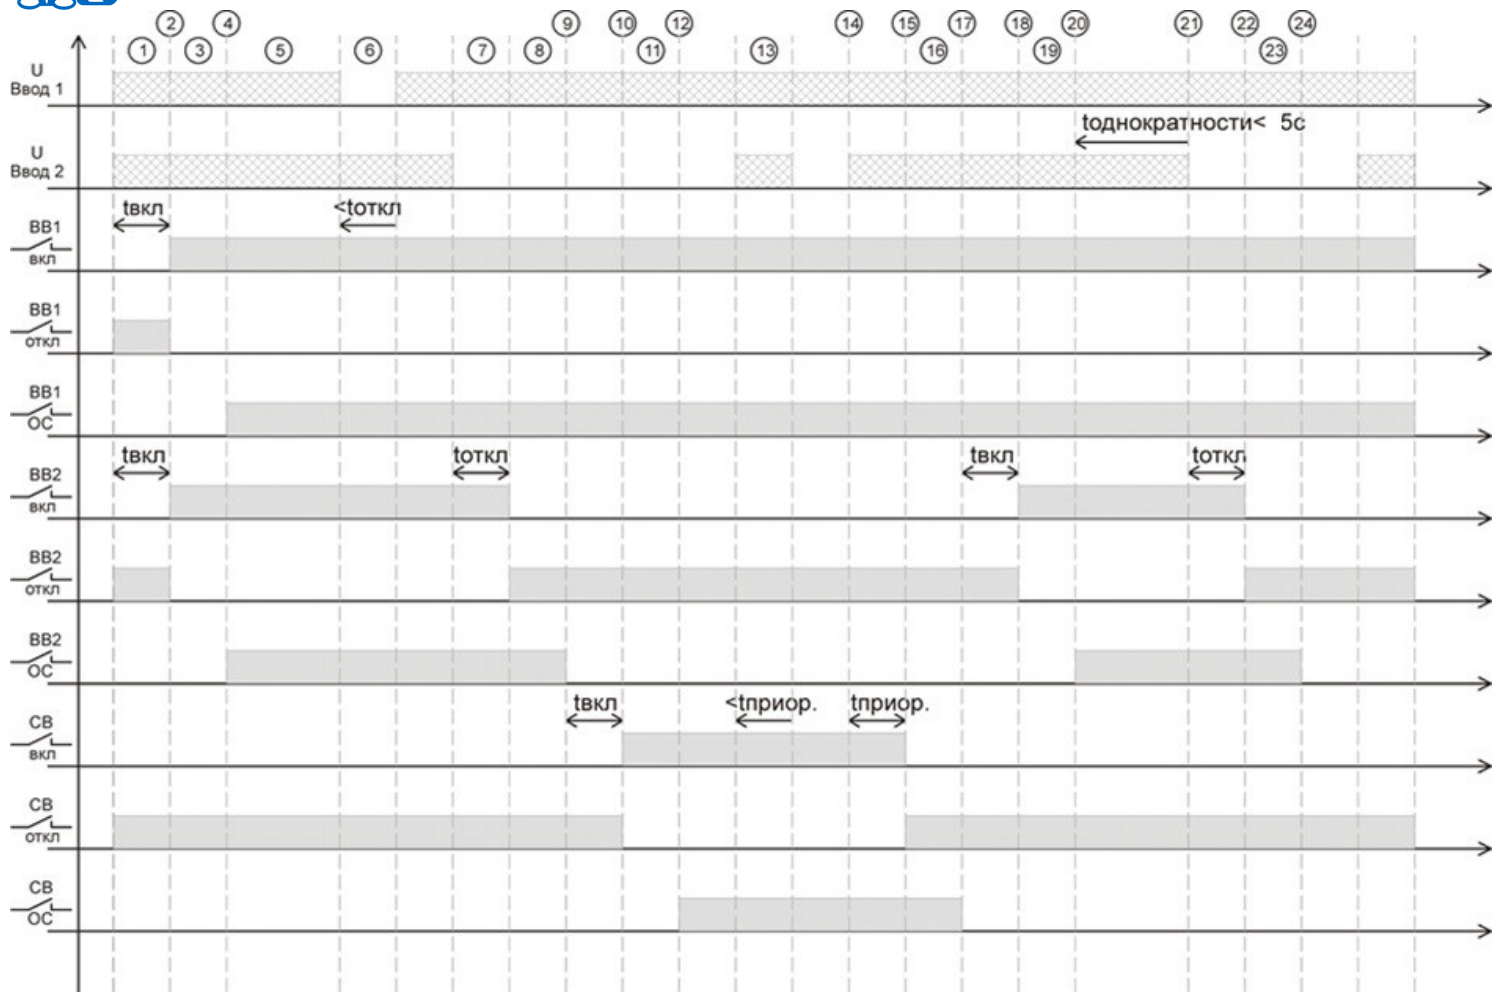 ② ④ ⑨ ⑩ ⑫ ⑭ ⑮ ⑰ ⑱ ⑳ ㉑ ㉒ ㉔
① ③ ⑤ ⑥ ⑦ ⑧ ⑪ ⑬ ⑯ ⑲ ㉓
U
Ввод 1
tоднократности< 5с
U
Ввод 2
tвкл <tоткл
ВВ1
вкл
ВВ1
откл
ВВ1
ОС
tвкл tоткл tвкл tоткл
ВВ2
вкл
ВВ2
откл
ВВ2
ОС
tвкл <tприор. tприор.
СВ
вкл
СВ
откл
СВ
ОС